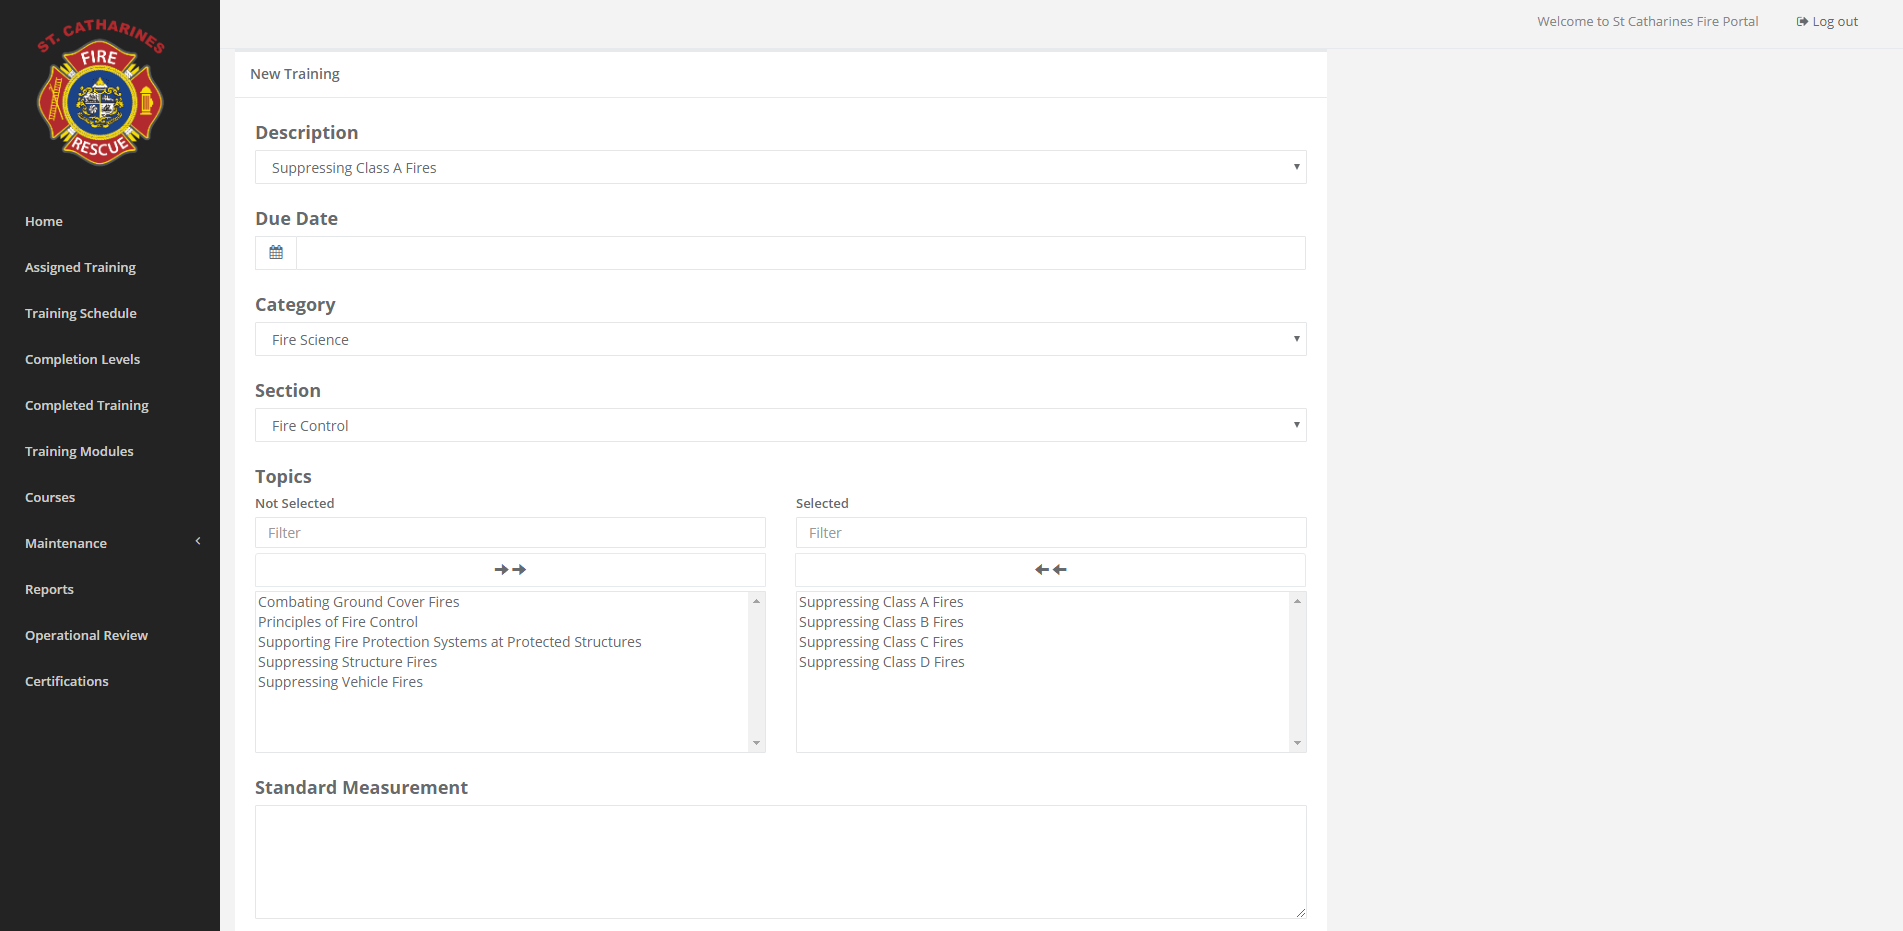 ST. CATHARINES
FIRE
RESCUE
Home
Assigned Training
Training Schedule
Completion Levels
Completed Training
Training Modules
Courses
Maintenance
Reports
Operational Review
Certifications
Welcome to St Catharines Fire Portal
Log out
New Training
Description
Suppressing Class A Fires
Due Date
Category
Fire Science
Section
Fire Control
Topics
Not Selected
Filter
Combating Ground Cover Fires
Principles of Fire Control
Supporting Fire Protection Systems at Protected Structures
Suppressing Structure Fires
Suppressing Vehicle Fires
Selected
Filter
Suppressing Class A Fires
Suppressing Class B Fires
Suppressing Class C Fires
Suppressing Class D Fires
Standard Measurement